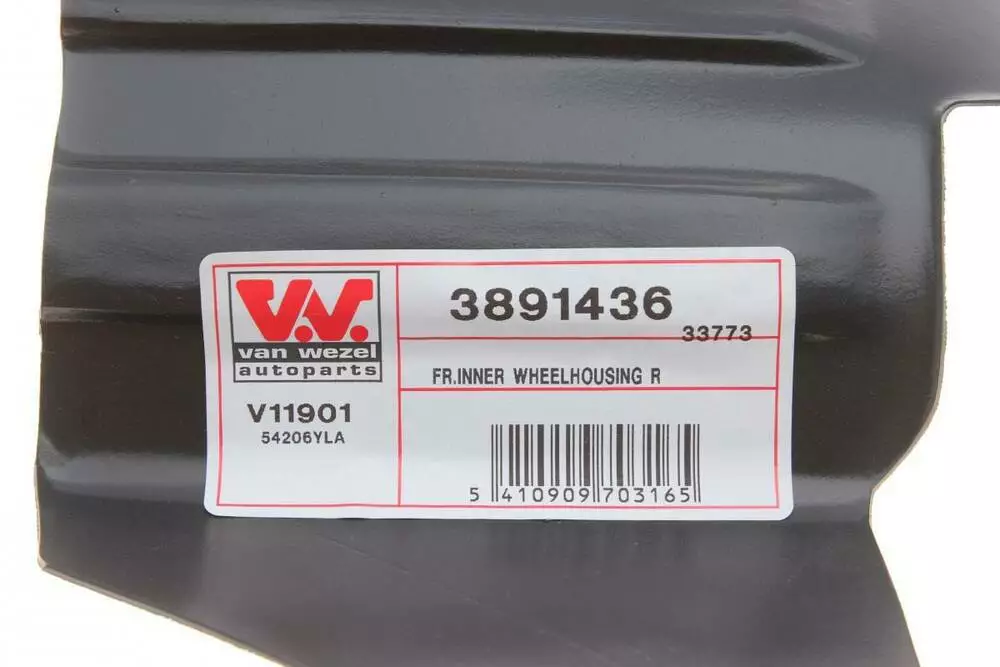 V.W.
van wezel
autoparts
V11901
54206YLA
3891436
33773
FR.INNER WHEELHOUSING R
5 410909 703165